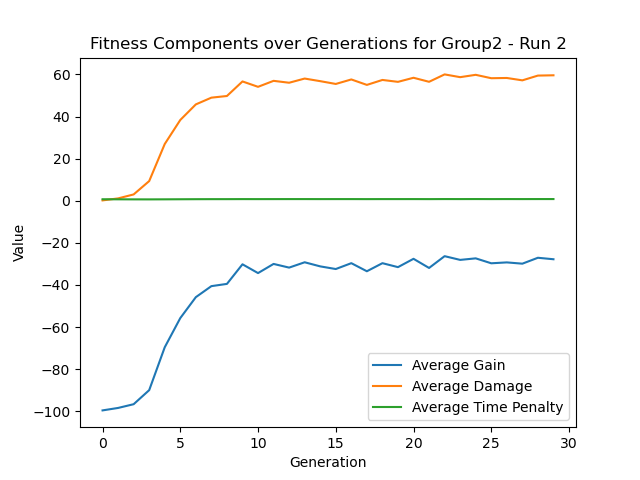 Fitness Components over Generations for Group2 - Run 2
60
40
20
0
−20
−40
−60
−80
−100
Value
0 5 10 15 20 25 30
Generation
Average Gain
Average Damage
Average Time Penalty